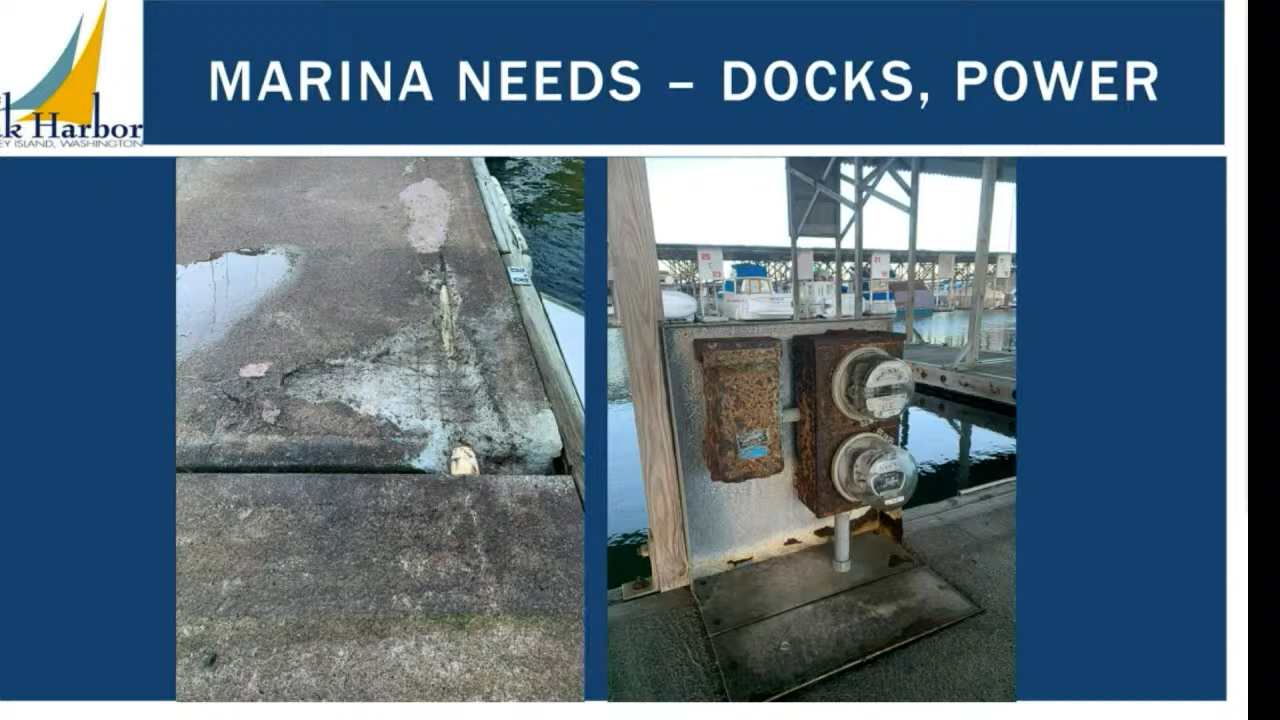 MARINA NEEDS – DOCKS, POWER
k Harbor
EY ISLAND, WASHINGTON